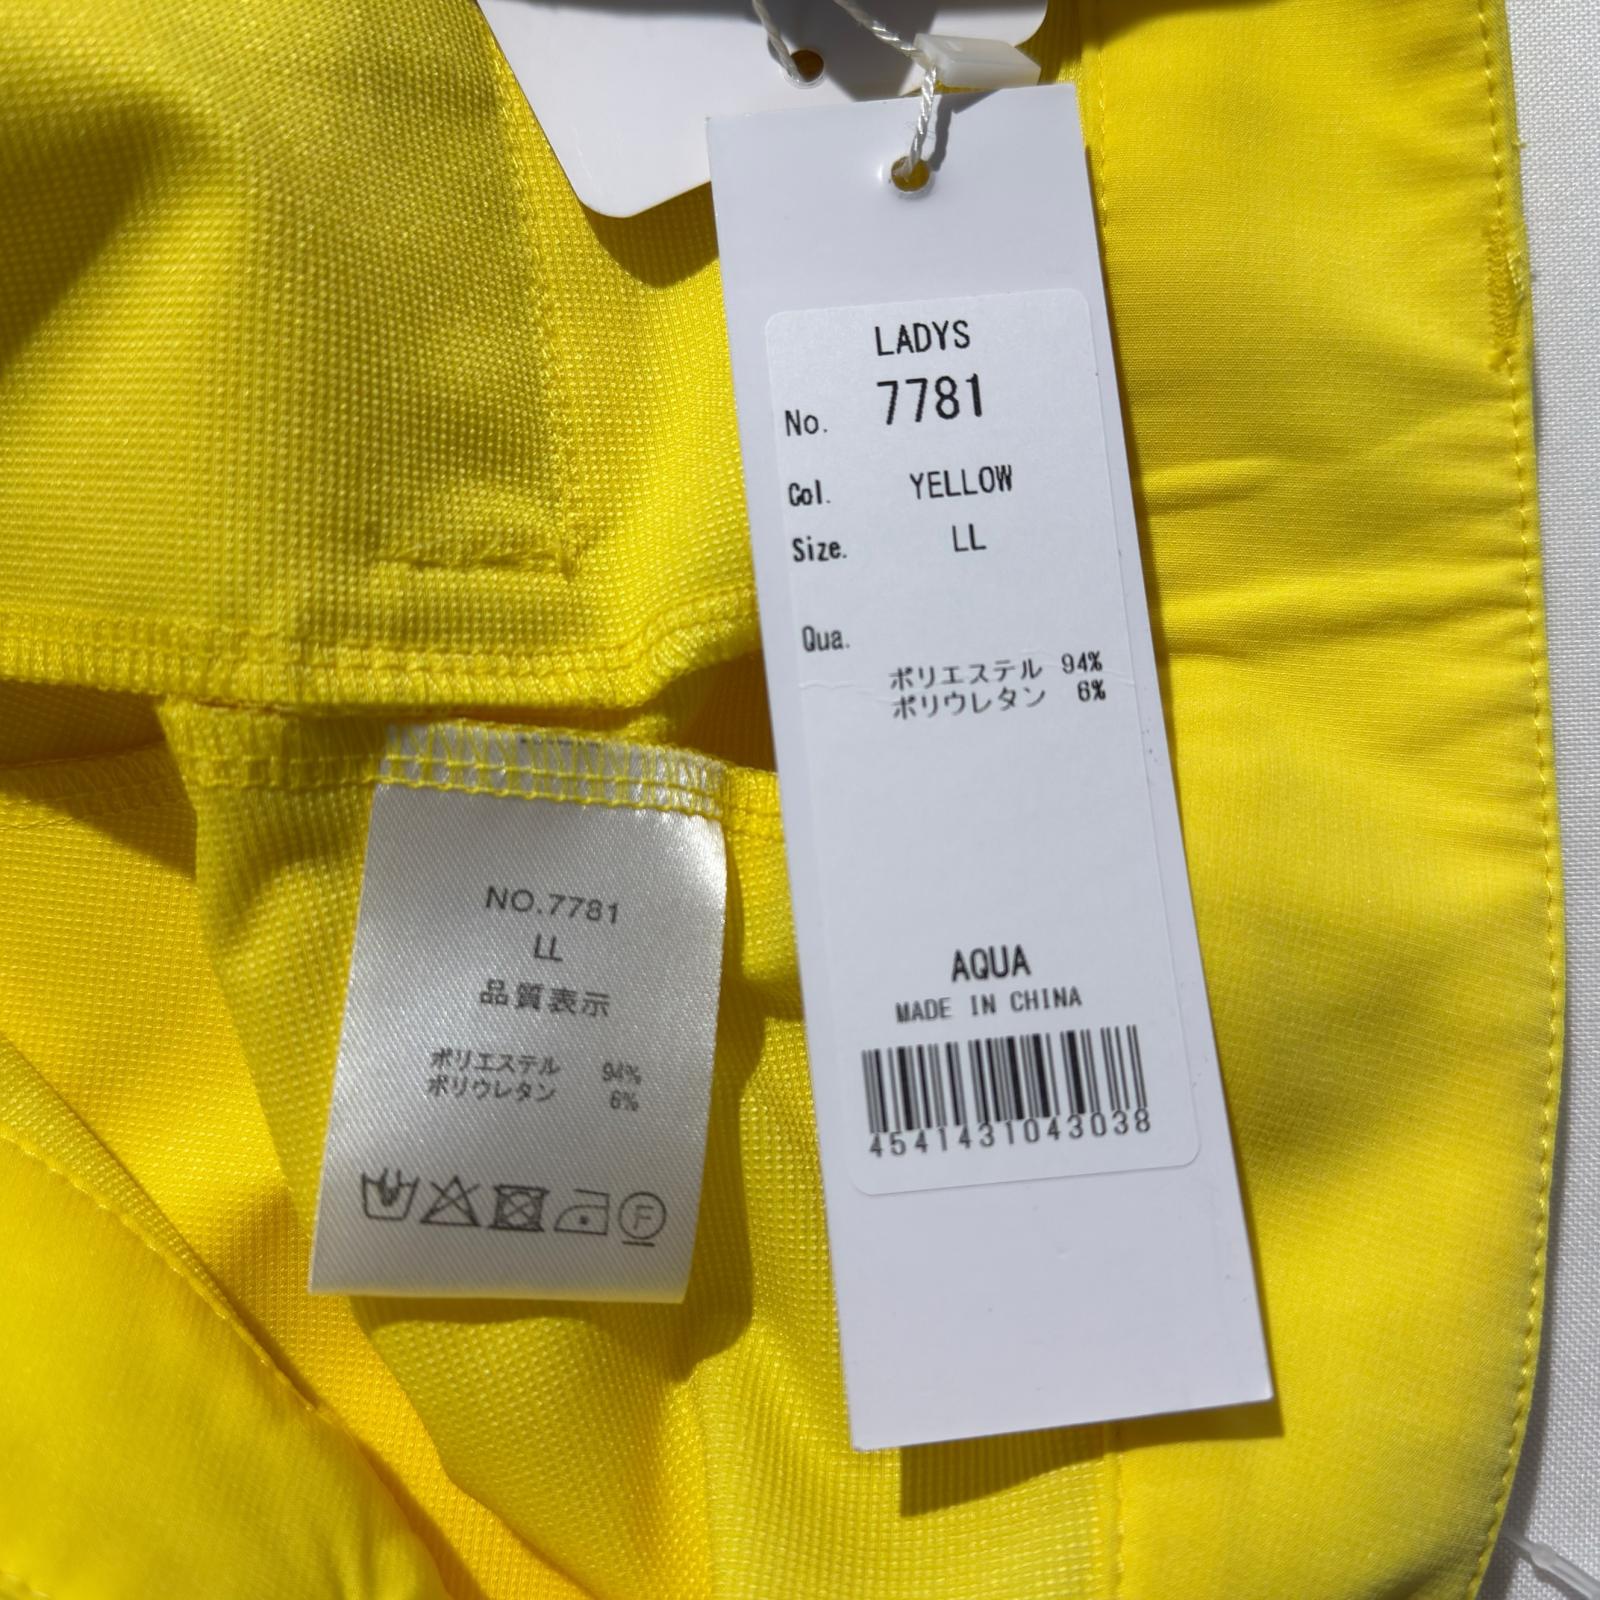 LADYS
No. 7781
Col. YELLOW
Size. LL
Qua.
ポリエステル 94%
ポリウレタン 6%
AQUA
MADE IN CHINA
4541431043038
NO.7781
LL
品質表示
ポリエステル 94%
ポリウレタン 6%
F